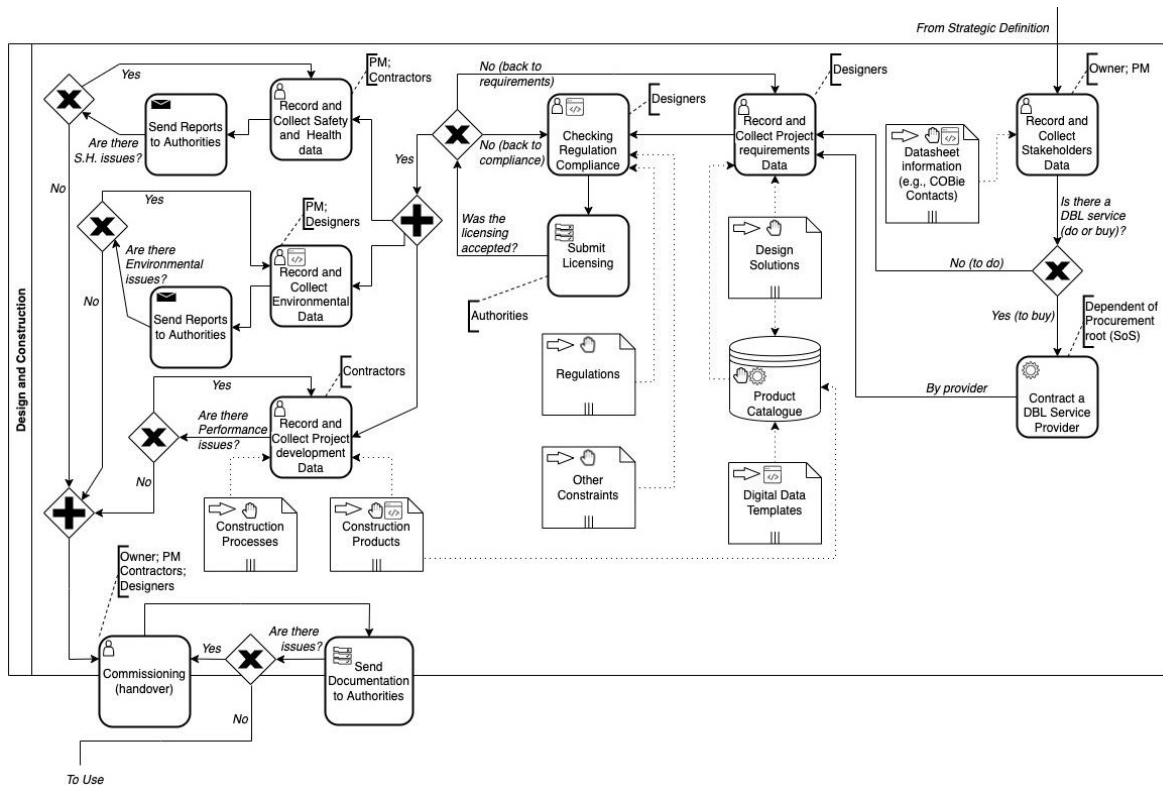 From Strategic Definition
Design and Construction
Yes
PM;
Contractors
Record and
Collect Safety
and Health
data
Send Reports
to Authorities
Are there
S.H. issues?
No
Yes
PM;
Designers
Record and
Collect
Environmental
Data
Are there
Environmental
issues?
Send Reports
to Authorities
No
Yes
Contractors
Record and
Collect Project
development
Data
Are there
Performance
issues?
No
Construction
Processes
Construction
Products
No (back to
requirements)
No (back to
compliance)
Yes
Was the
licensing
accepted?
Designers
Checking
Regulation
Compliance
Submit
Licensing
Authorities
Regulations
Other
Constraints
Designers
Record and
Collect Project
requirements
Data
Design
Solutions
Product
Catalogue
Digital Data
Templates
Owner; PM
Record and
Collect
Stakeholders
Data
Datasheet
information
(e.g., COBie
Contacts)
Is there a
DBL service
(do or buy)?
No (to do)
Yes (to buy)
Dependent of
Procurement
root (SoS)
By provider
Contract a
DBL Service
Provider
Owner; PM
Contractors;
Designers
Commissioning
(handover)
Yes
Are there
issues?
Send
Documentation
to Authorities
No
To Use